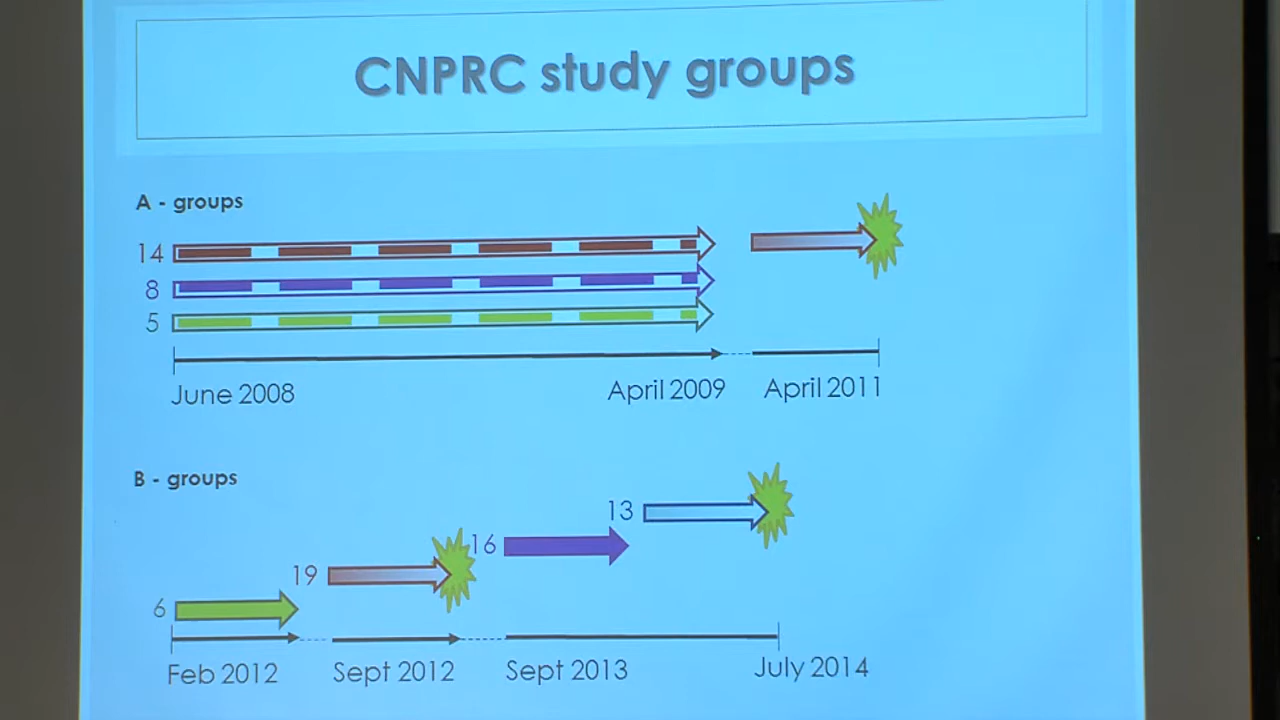 CNPRC study groups
A - groups
14
8
5
June 2008 April 2009 April 2011
B - groups
13
16
19
6
Feb 2012 Sept 2012 Sept 2013 July 2014